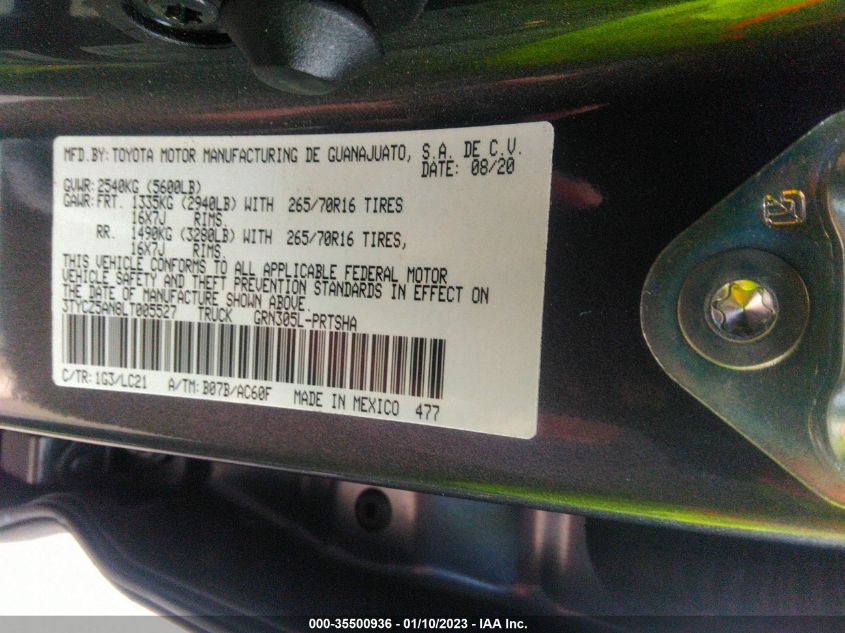 MFD.BY: TOYOTA MOTOR MANUFACTURING DE GUANAJUATO, S.A. DE C.V.
DATE: 08/20
GVWR: 2540KG (5600LB)
GAWR: FRT. 1335KG (2940LB) WITH 265/70R16 TIRES
16X7J RIMS
RR. 1490KG (3280LB) WITH 265/70R16 TIRES,
16X7J RIMS
THIS VEHICLE CONFORMS TO ALL APPLICABLE FEDERAL MOTOR
VEHICLE SAFETY AND THEFT PREVENTION STANDARDS IN EFFECT ON
THE DATE OF MANUFACTURE SHOWN ABOVE.
3TYCZ5AN8LT005527 TRUCK GRN305L-PRTSHA
C/TR: 1G3/LC21 A/TM: B07B/AC60F MADE IN MEXICO 477
000-35500936 - 01/10/2023 - IAA Inc.